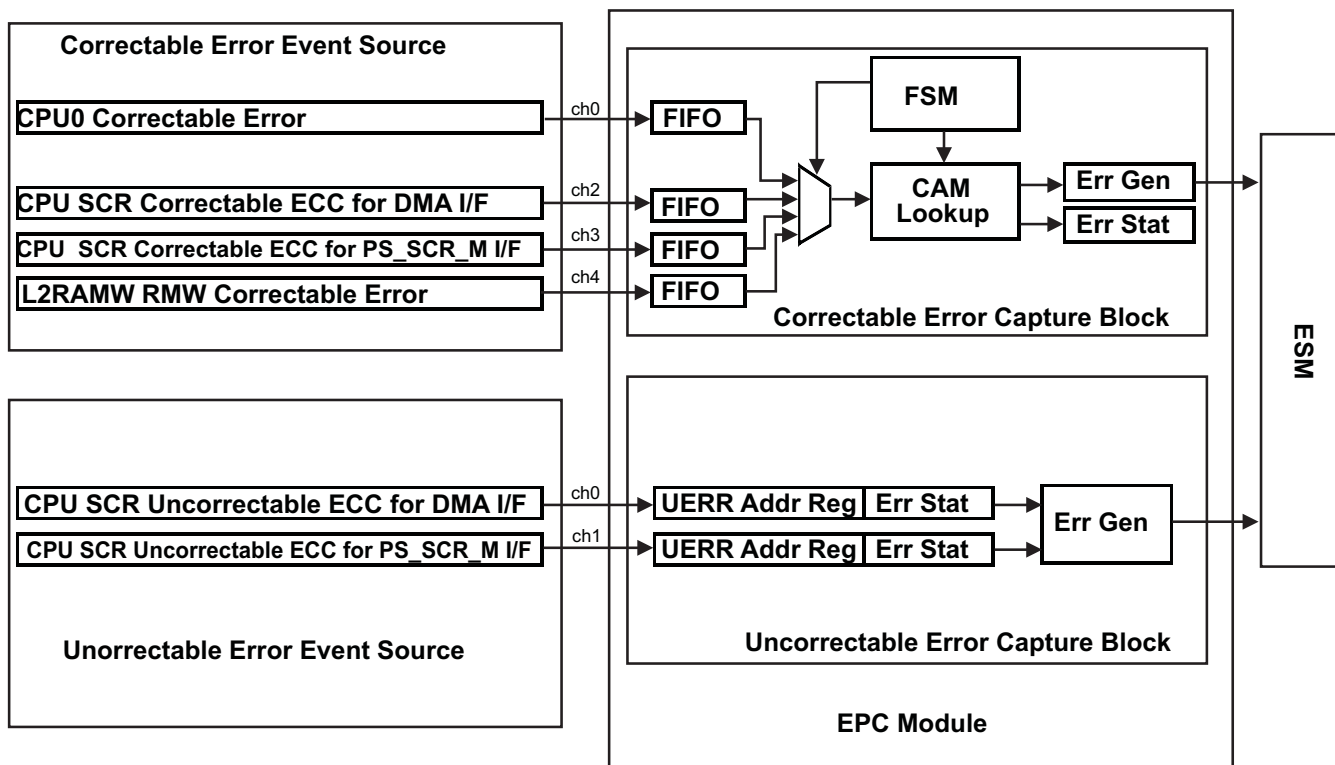 Correctable Error Event Source
CPU0 Correctable Error
ch0
FIFO
FSM
CPU SCR Correctable ECC for DMA I/F
ch2
FIFO
CAM
Lookup
Err Gen
Err Stat
CPU SCR Correctable ECC for PS_SCR_M I/F
ch3
FIFO
L2RAMW RMW Correctable Error
ch4
FIFO
Correctable Error Capture Block
ESM
CPU SCR Uncorrectable ECC for DMA I/F
ch0
UERR Addr Reg Err Stat
CPU SCR Uncorrectable ECC for PS_SCR_M I/F
ch1
UERR Addr Reg Err Stat
Err Gen
Unorrectable Error Event Source
Uncorrectable Error Capture Block
EPC Module